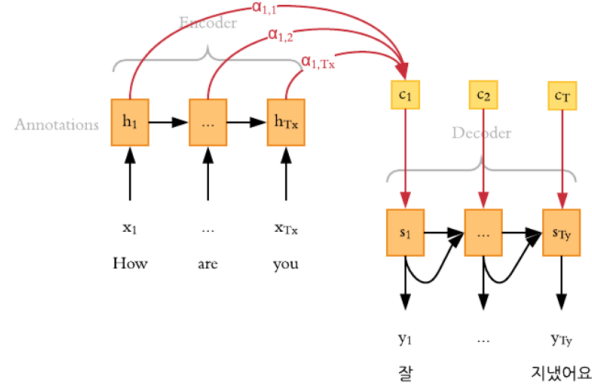 α1,1
Encoder
α1,2
α1,Tx
c1 c2 cT
Annotations h1 ... hTx
Decoder
x1 ... xTx
How are you
s1 ... sTy
y1 ... yTy
잘 지냈어요